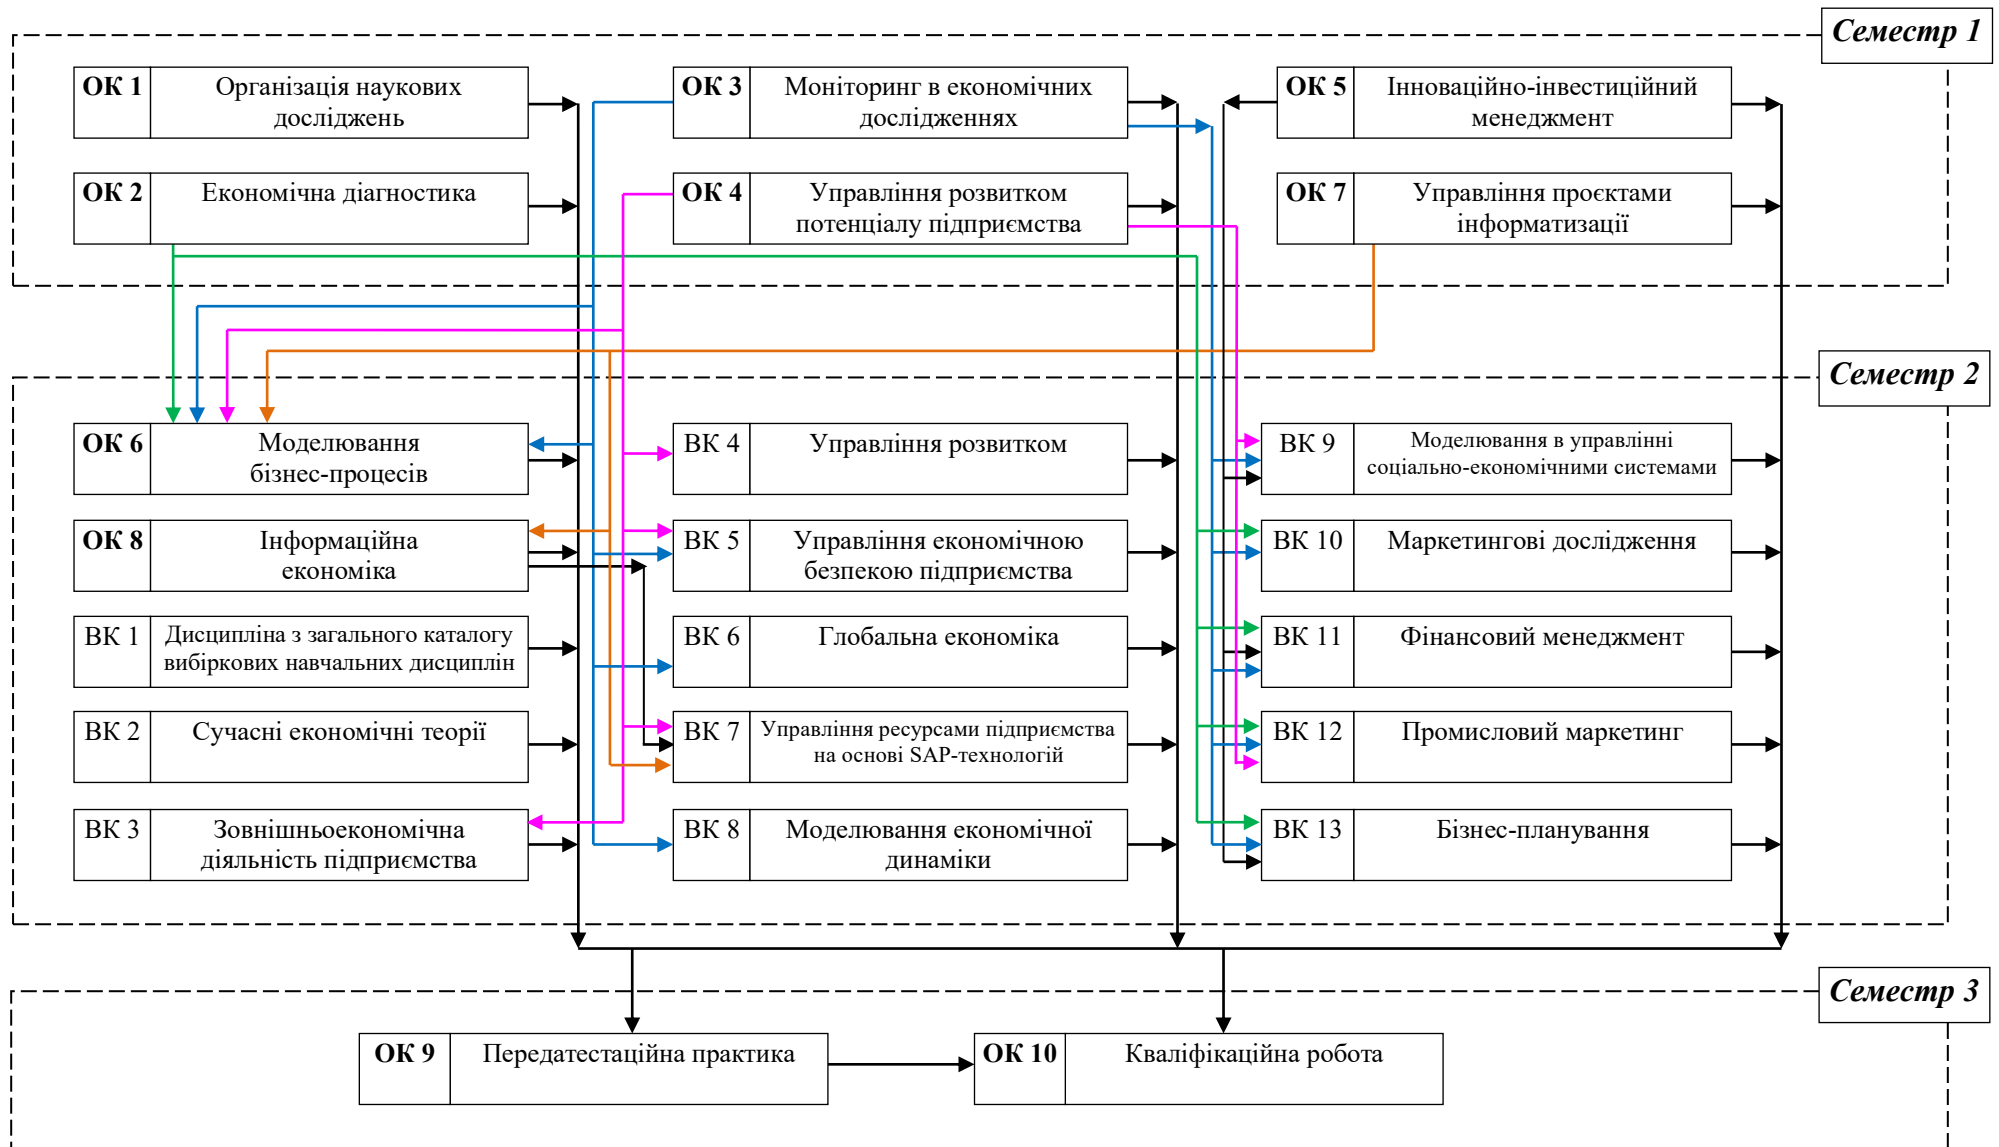 Семестр 1
ОК 1
Організація наукових
досліджень
ОК 3
Моніторинг в економічних
дослідженнях
ОК 5
Інноваційно-інвестиційний
менеджмент
ОК 2
Економічна діагностика
ОК 4
Управління розвитком
потенціалу підприємства
ОК 7
Управління проєктами
інформатизації
Семестр 2
ОК 6
Моделювання
бізнес-процесів
ВК 4
Управління розвитком
ВК 9
Моделювання в управлінні
соціально-економічними системами
ОК 8
Інформаційна
економіка
ВК 5
Управління економічною
безпекою підприємства
ВК 10
Маркетингові дослідження
ВК 1
Дисципліна з загального каталогу
вибіркових навчальних дисциплін
ВК 6
Глобальна економіка
ВК 11
Фінансовий менеджмент
ВК 2
Сучасні економічні теорії
ВК 7
Управління ресурсами підприємства
на основі SAP-технологій
ВК 12
Промисловий маркетинг
ВК 3
Зовнішньоекономічна
діяльність підприємства
ВК 8
Моделювання економічної
динаміки
ВК 13
Бізнес-планування
Семестр 3
ОК 9
Передатестаційна практика
ОК 10
Кваліфікаційна робота